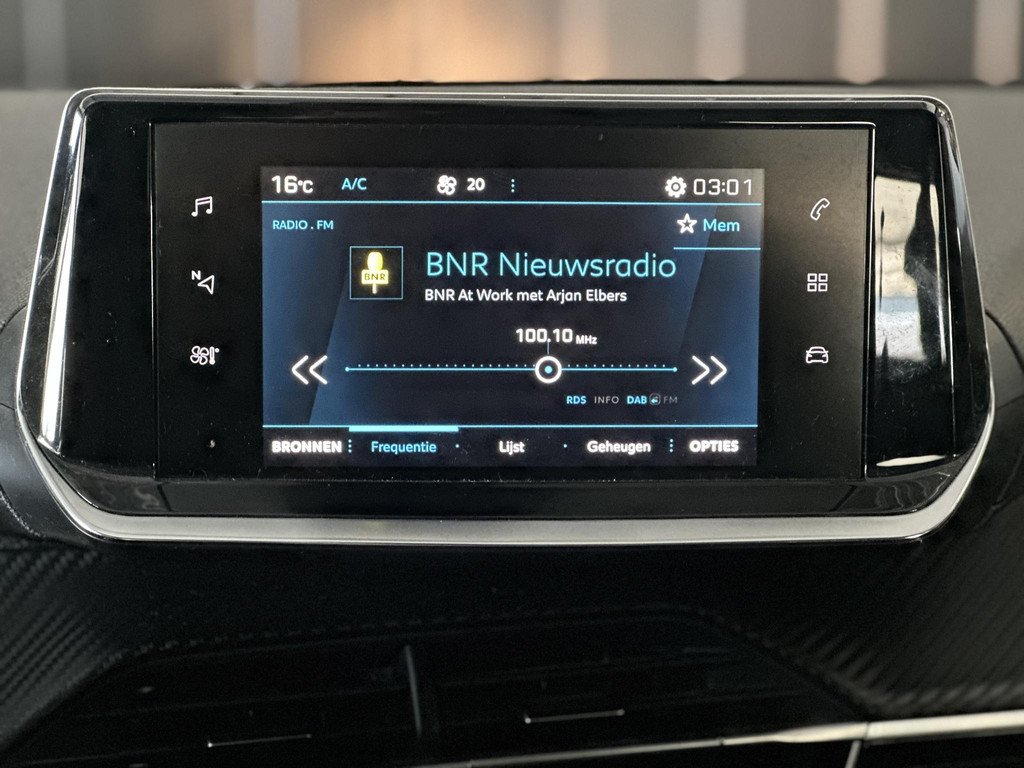 16°C A/C 20 03:01
RADIO . FM
Mem
BNR
BNR Nieuwsradio
BNR At Work met Arjan Elbers
N
100.10 MHz
RDS INFO DAB FM
BRONNEN Frequentie Lijst Geheugen OPTIES